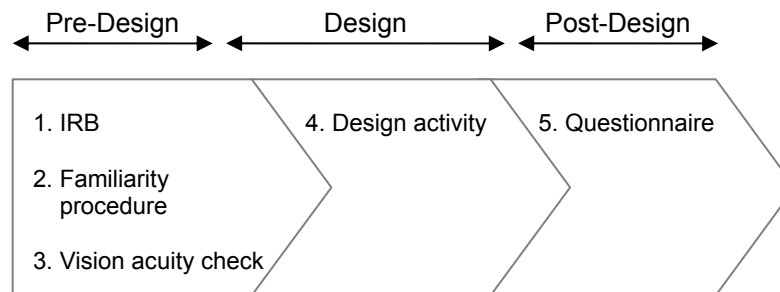 Pre-Design
Design
Post-Design
1. IRB
2. Familiarity
procedure
3. Vision acuity check
4. Design activity
5. Questionnaire